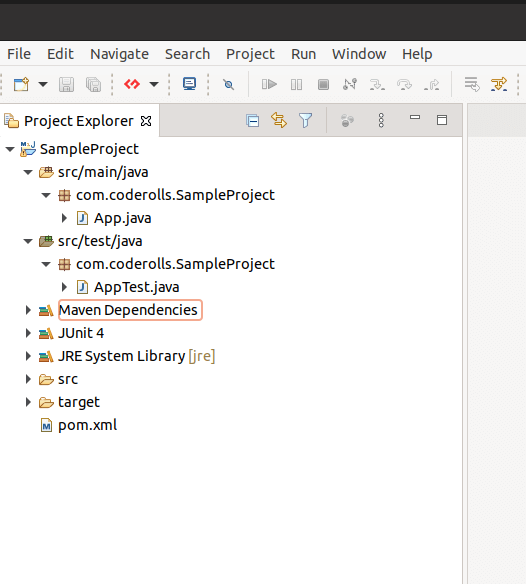 File Edit Navigate Search Project Run Window Help
Project Explorer
SampleProject
src/main/java
com.coderolls.SampleProject
App.java
src/test/java
com.coderolls.SampleProject
AppTest.java
Maven Dependencies
JUnit 4
JRE System Library [jre]
src
target
pom.xml